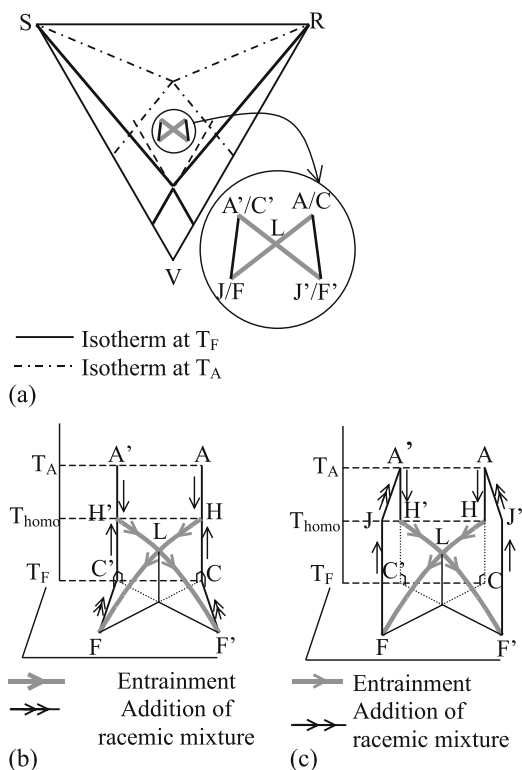 S R
A'/C' A/C
L
J/F J'/F'
V
Isotherm at T_F
Isotherm at T_A
(a)
A' A
T_A
T_homo H' H
L
T_F C' C
F F'
Entrainment
Addition of
racemic mixture
(b)
A' A
T_A
T_homo J H' H J'
L
T_F C' C
F F'
Entrainment
Addition of
racemic mixture
(c)